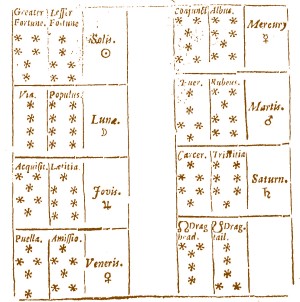 Greater Lesser
Fortune. Fortune
Solis.
☉
Via. Populus.
Lunæ.
☽
Acquisit. Lætitia.
Jovis.
♃
Puella. Amissio.
Veneris.
♀
Conjunct. Albus.
Mercury
☿
Puer. Rubeus.
Martis.
♂
Carcer. Tristitia
Saturn.
♄
☊Drag. ☋Drag.
head. tail.